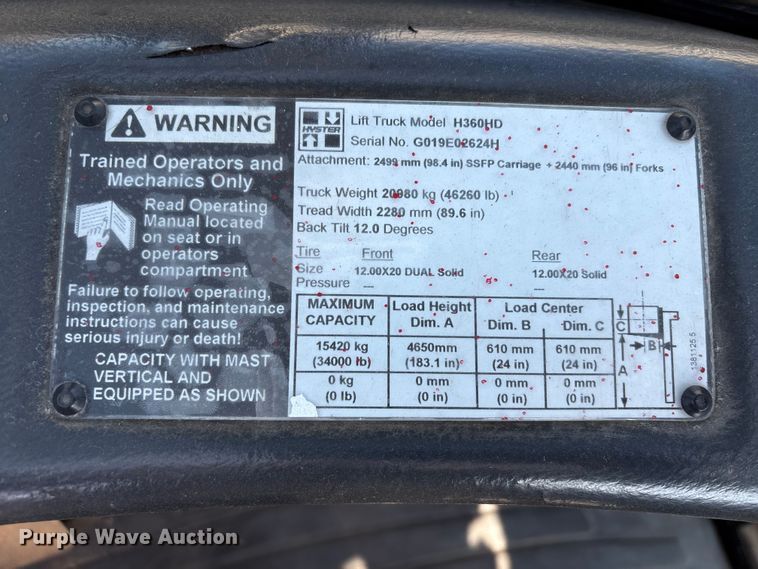 WARNING
Trained Operators and
Mechanics Only
Read Operating
Manual located
on seat or in
operators
compartment
Failure to follow operating,
inspection, and maintenance
instructions can cause
serious injury or death!
CAPACITY WITH MAST
VERTICAL AND
EQUIPPED AS SHOWN
HYSTER
Lift Truck Model H360HD
Serial No. G019E02624H
Attachment: 2499 mm (98.4 in) SSFP Carriage + 2440 mm (96 in) Forks
Truck Weight 20980 kg (46260 lb)
Tread Width 2280 mm (89.6 in)
Back Tilt 12.0 Degrees
Tire Front Rear
Size 12.00X20 DUAL Solid 12.00X20 Solid
Pressure --- ---
MAXIMUM CAPACITY Load Height Dim. A Load Center Dim. B Dim. C
15420 kg (34000 lb) 4650mm (183.1 in) 610 mm (24 in) 610 mm (24 in)
0 kg (0 lb) 0 mm (0 in) 0 mm (0 in) 0 mm (0 in)
C
B
A
1381125 5
Purple Wave Auction